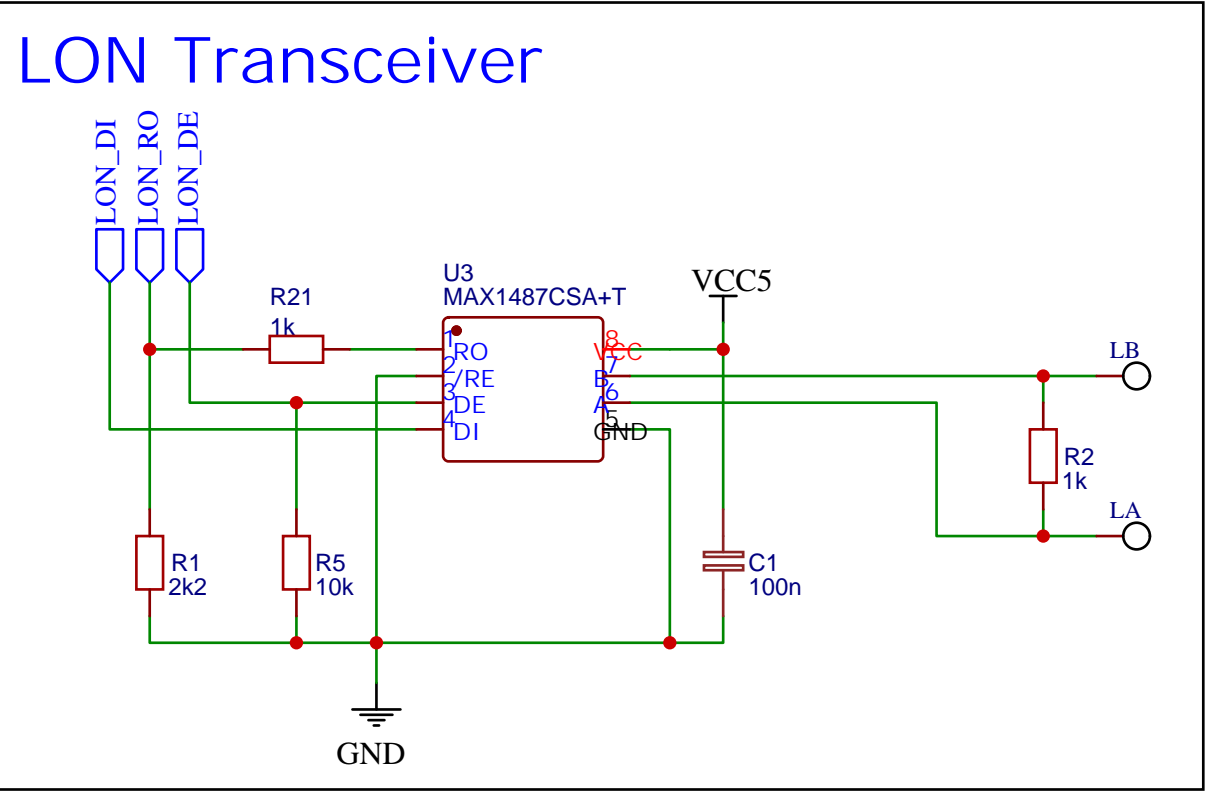 LON Transceiver
LON_DI
LON_RO
LON_DE
R21
1k
U3
MAX1487CSA+T
VCC5
1
RO
2
/RE
3
DE
4
DI
8
VCC
7
B
6
A
5
GND
LB
R2
1k
LA
R1
2k2
R5
10k
C1
100n
GND